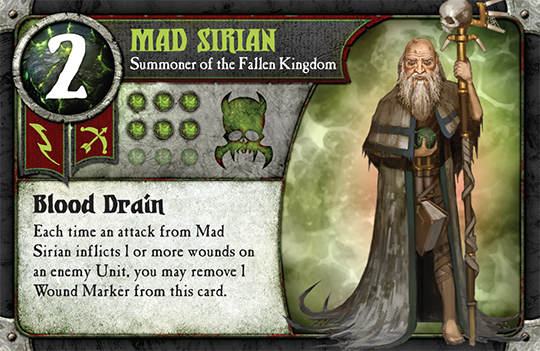 2
MAD SIRIAN
Summoner of the Fallen Kingdom
Blood Drain
Each time an attack from Mad
Sirian inflicts 1 or more wounds on
an enemy Unit, you may remove 1
Wound Marker from this card.